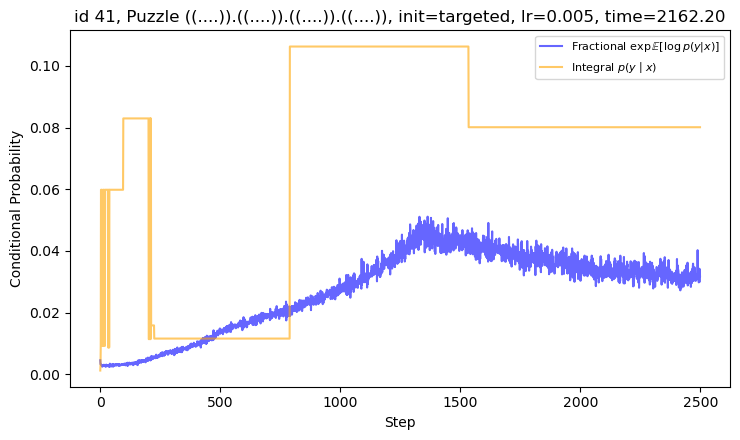 id 41, Puzzle ((....)).((....)).((....)).((....)), init=targeted, lr=0.005, time=2162.20
Fractional exp𝔼[log p(y|x)]
Integral p(y | x)
Conditional Probability
0.10
0.08
0.06
0.04
0.02
0.00
0 500 1000 1500 2000 2500
Step